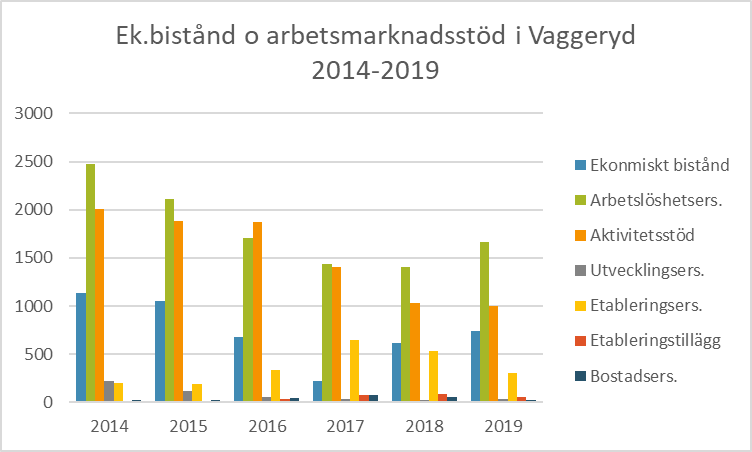 Ek.bistånd o arbetsmarknadsstöd i Vaggeryd
2014-2019
3000
2500
2000
1500
1000
500
0
2014 2015 2016 2017 2018 2019
Ekonmiskt bistånd
Arbetslöshetsers.
Aktivitetsstöd
Utvecklingsers.
Etableringsers.
Etableringstillägg
Bostadsers.